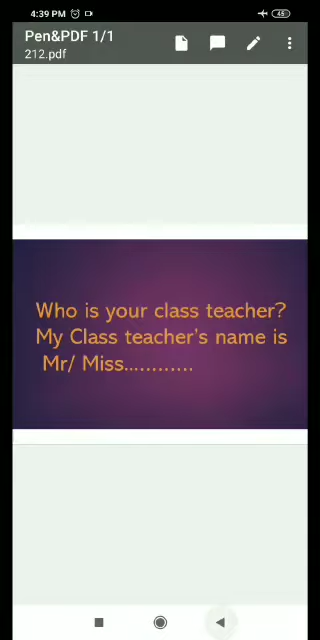 4:39 PM
45
Pen&PDF 1/1
212.pdf
Who is your class teacher?
My Class teacher's name is
Mr/ Miss............